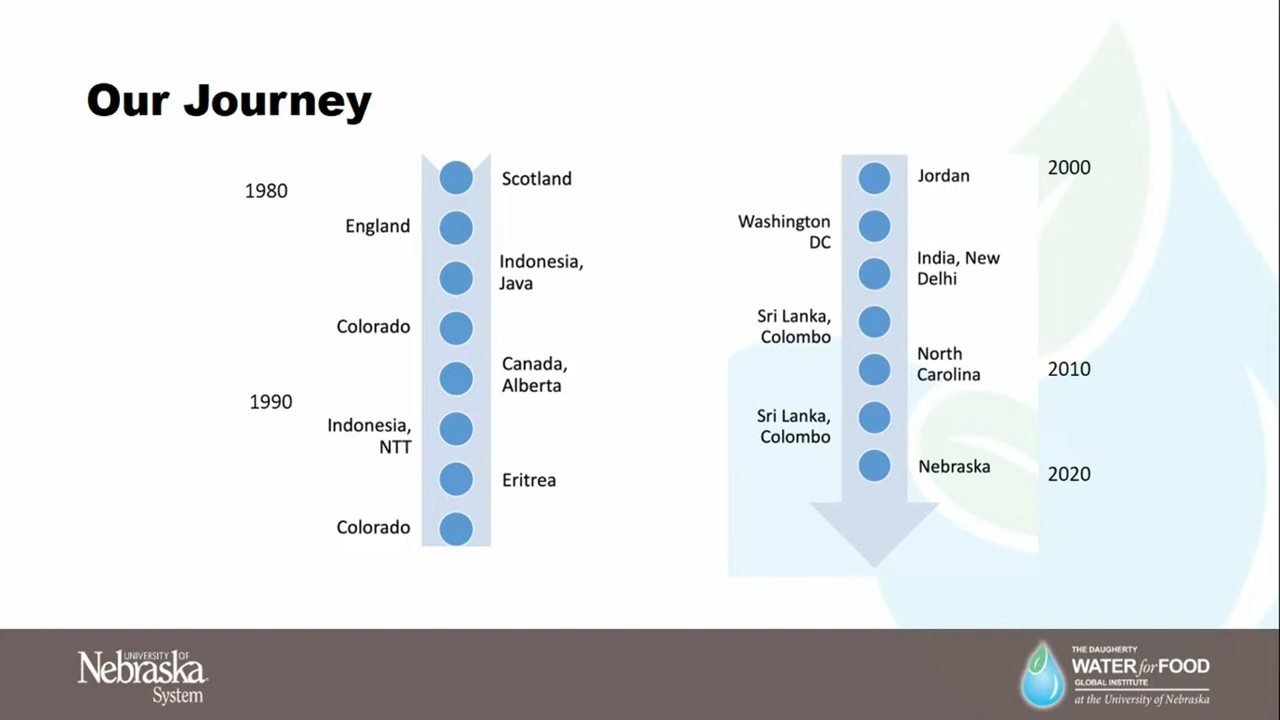 Our Journey
1980
Scotland
England
Indonesia,
Java
Colorado
Canada,
Alberta
1990
Indonesia,
NTT
Eritrea
Colorado
2000
Jordan
Washington
DC
India, New
Delhi
Sri Lanka,
Colombo
North
Carolina
2010
Sri Lanka,
Colombo
Nebraska
2020
UNIVERSITY OF
Nebraska
System
THE DAUGHERTY
WATER for FOOD
GLOBAL INSTITUTE
at the University of Nebraska